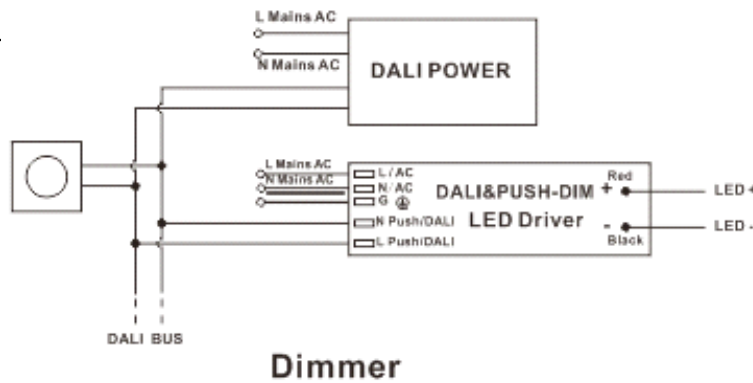 L Mains AC
N Mains AC
DALI POWER
L Mains AC
N Mains AC
L/AC
N/AC
G
N Push/DALI
L Push/DALI
DALI&PUSH-DIM
LED Driver
Red
+
-
Black
LED +
LED -
DALI BUS
Dimmer